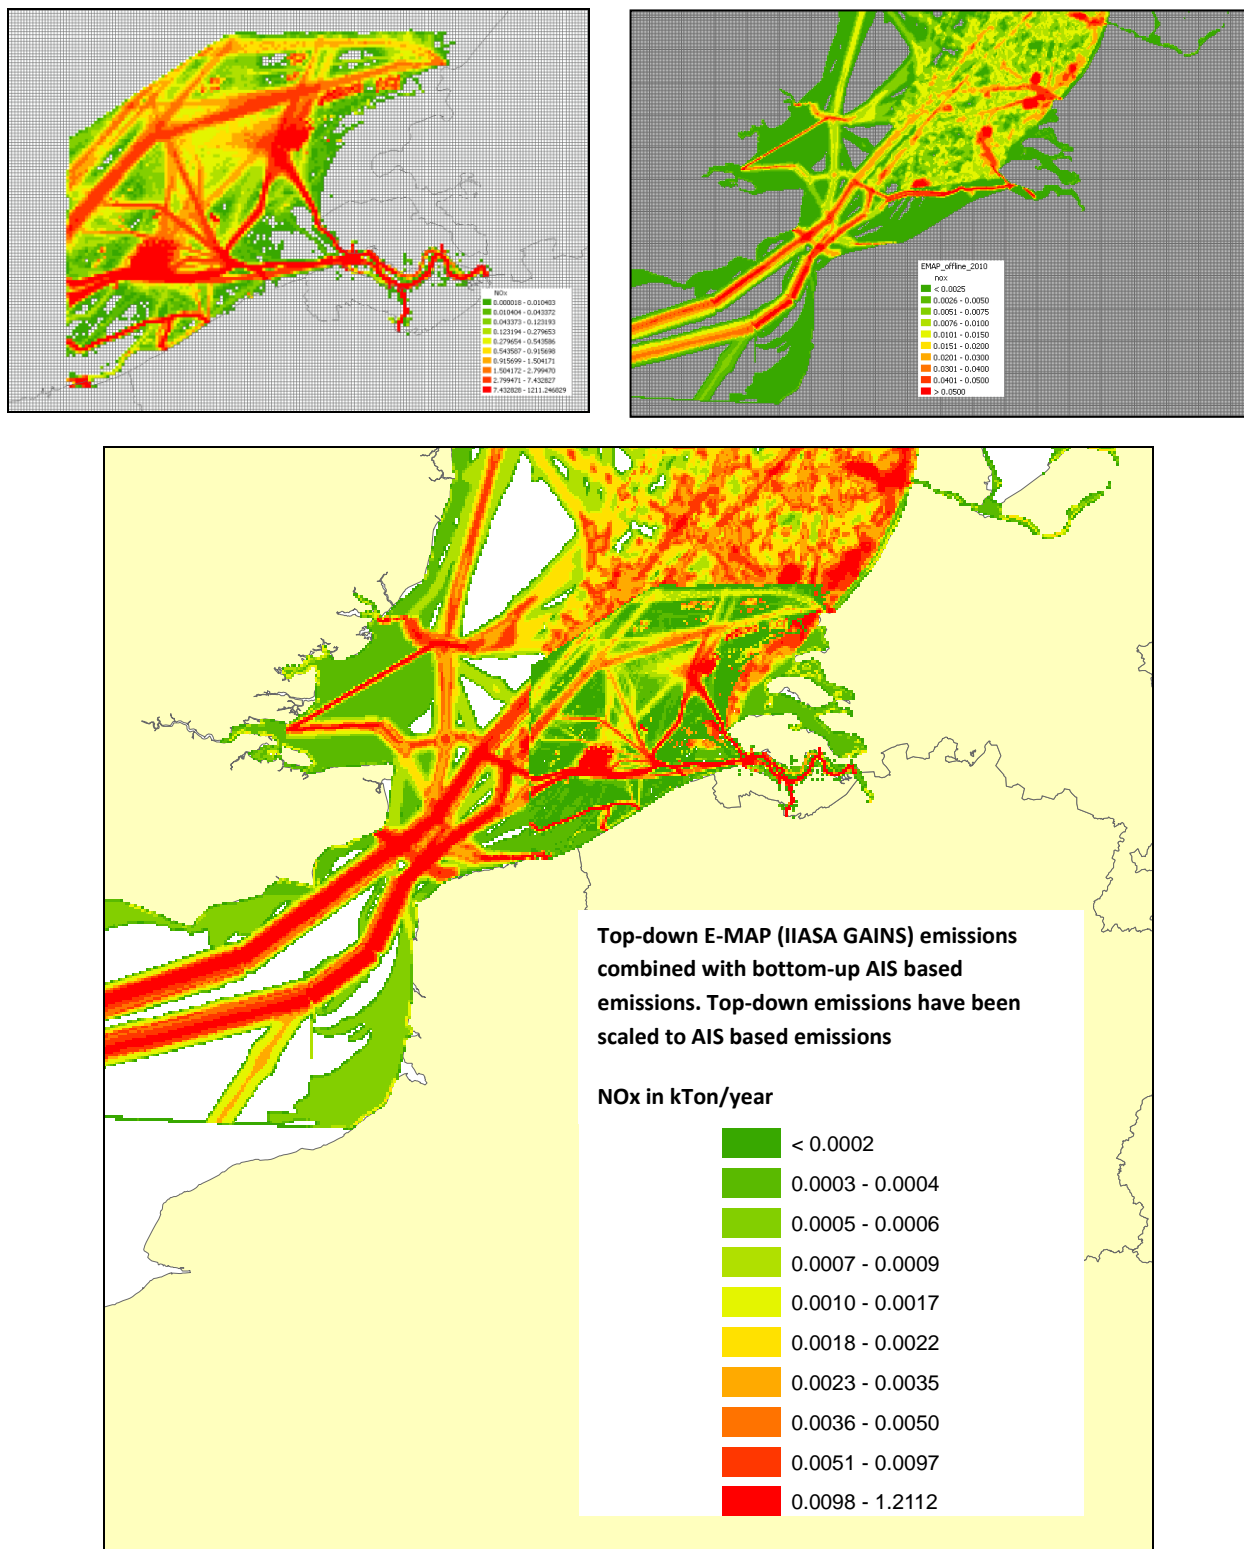 NOx
0.000018 - 0.010403
0.010404 - 0.043372
0.043373 - 0.123193
0.123194 - 0.279653
0.279654 - 0.543586
0.543587 - 0.915698
0.915699 - 1.504171
1.504172 - 2.799470
2.799471 - 7.432827
7.432828 - 1211.246829
EMAP_offline_2010
nox
< 0.0025
0.0026 - 0.0050
0.0051 - 0.0075
0.0076 - 0.0100
0.0101 - 0.0150
0.0151 - 0.0200
0.0201 - 0.0300
0.0301 - 0.0400
0.0401 - 0.0500
> 0.0500
Top-down E-MAP (IIASA GAINS) emissions
combined with bottom-up AIS based
emissions. Top-down emissions have been
scaled to AIS based emissions
NOx in kTon/year
< 0.0002
0.0003 - 0.0004
0.0005 - 0.0006
0.0007 - 0.0009
0.0010 - 0.0017
0.0018 - 0.0022
0.0023 - 0.0035
0.0036 - 0.0050
0.0051 - 0.0097
0.0098 - 1.2112